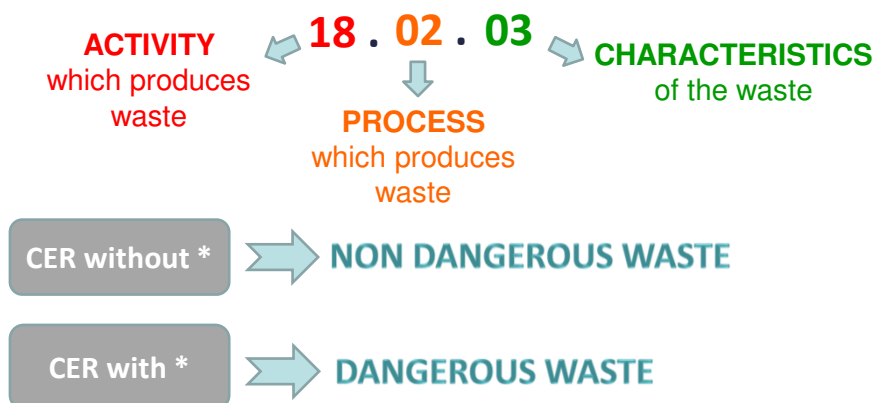 18 . 02 . 03
ACTIVITY
which produces
waste
CHARACTERISTICS
of the waste
PROCESS
which produces
waste
CER without *
NON DANGEROUS WASTE
CER with *
DANGEROUS WASTE